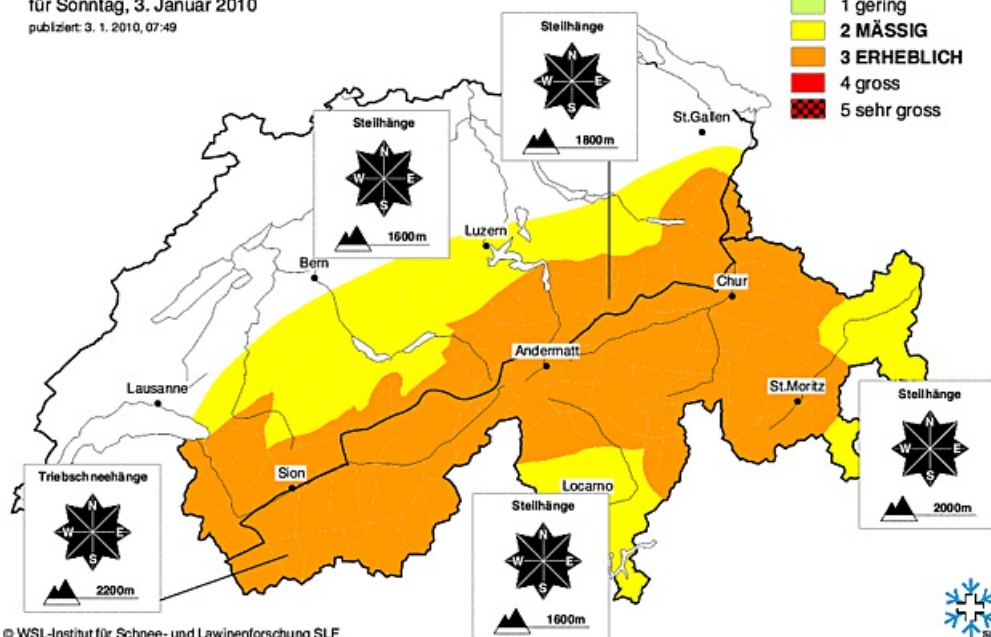 für Sonntag, 3. Januar 2010
publiziert: 3. 1. 2010, 07:49
1 gering
2 MÄSSIG
3 ERHEBLICH
4 gross
5 sehr gross
Steilhänge
N
W E
S
1800m
St.Gallen
Steilhänge
N
W E
S
1600m
Luzern
Bern
Chur
Andermatt
Lausanne
St.Moritz
Steilhänge
N
W E
S
2000m
Triebschneehänge
N
W E
S
2200m
Sion
Locarno
Steilhänge
N
W E
S
1600m
© WSL-Institut für Schnee- und Lawinenforschung SLF